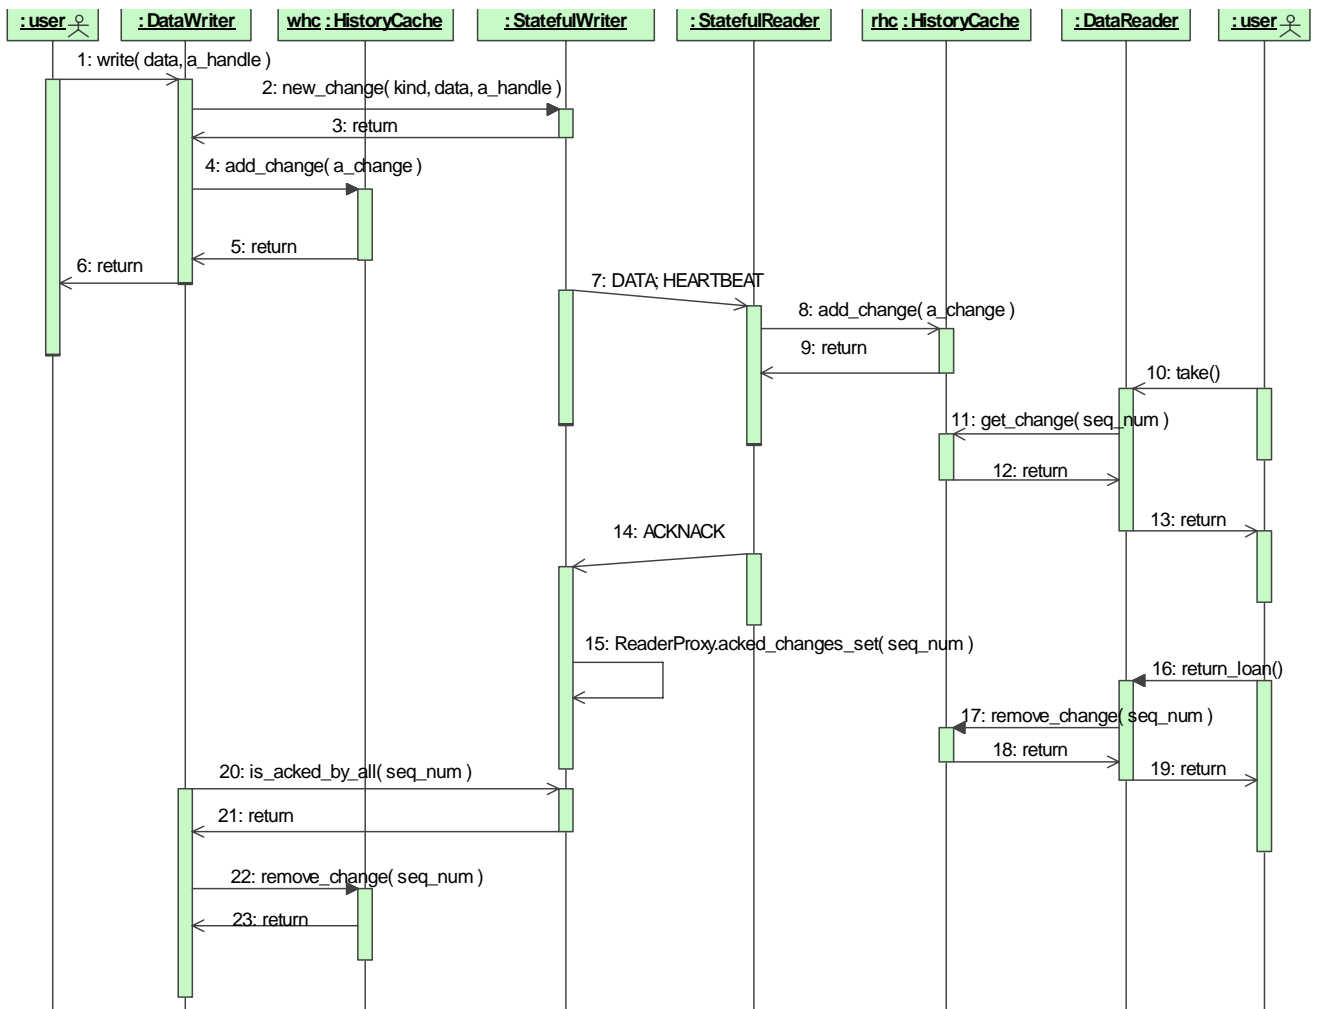 : user
: DataWriter
whc : HistoryCache
: StatefulWriter
: StatefulReader
rhc : HistoryCache
: DataReader
: user
1: write( data, a_handle )
2: new_change( kind, data, a_handle )
3: return
4: add_change( a_change )
5: return
6: return
7: DATA; HEARTBEAT
8: add_change( a_change )
9: return
10: take()
11: get_change( seq_num )
12: return
13: return
14: ACKNACK
15: ReaderProxy.acked_changes_set( seq_num )
16: return_loan()
17: remove_change( seq_num )
18: return
19: return
20: is_acked_by_all( seq_num )
21: return
22: remove_change( seq_num )
23: return